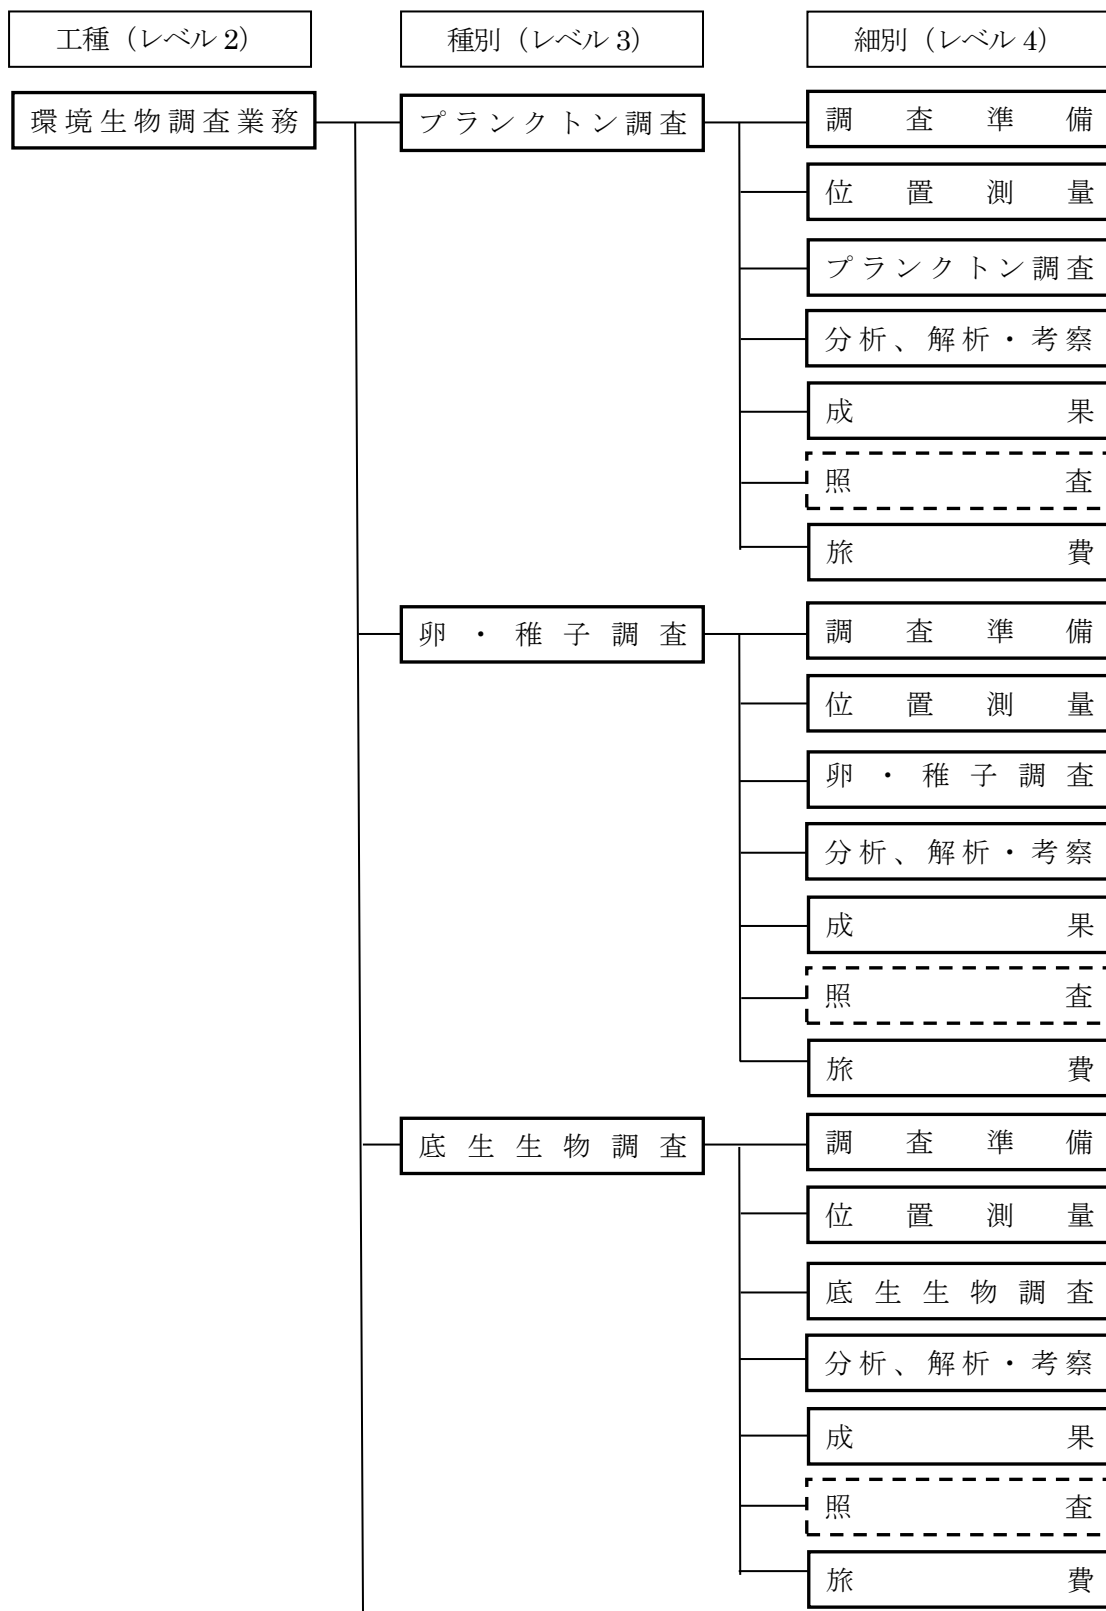 工種（レベル 2） 種別（レベル 3） 細別（レベル 4）
環境生物調査業務 プランクトン調査 調査準備
位置測量
プランクトン調査
分析、解析・考察
成果
照査
旅費
卵・稚子調査 調査準備
位置測量
卵・稚子調査
分析、解析・考察
成果
照査
旅費
底生生物調査 調査準備
位置測量
底生生物調査
分析、解析・考察
成果
照査
旅費